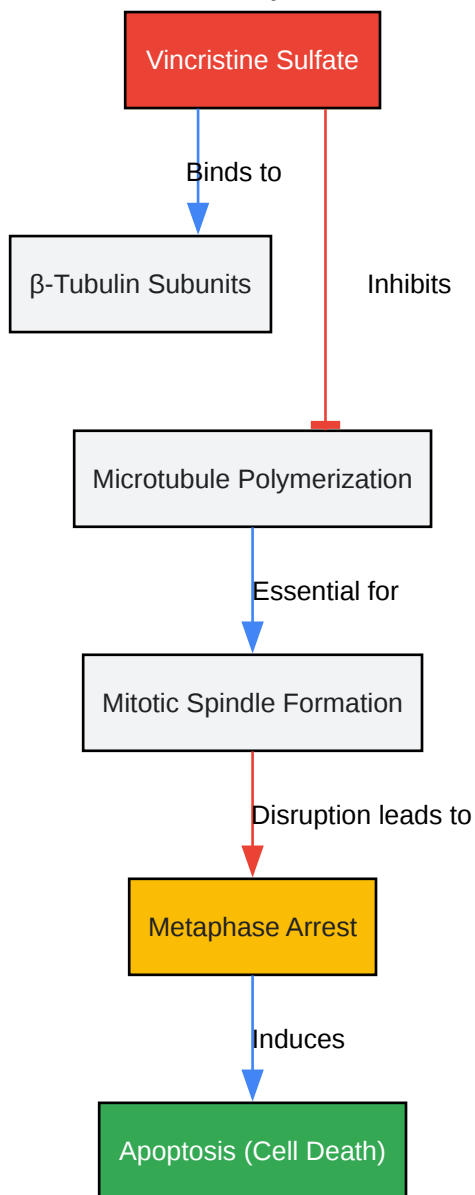 Vincristine Sulfate
Binds to
β-Tubulin Subunits
Inhibits
Microtubule Polymerization
Essential for
Mitotic Spindle Formation
Disruption leads to
Metaphase Arrest
Induces
Apoptosis (Cell Death)